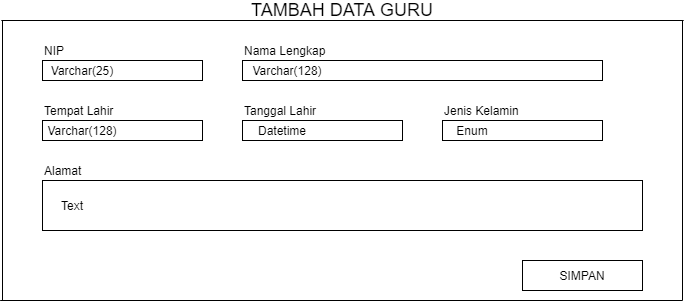 TAMBAH DATA GURU
NIP Nama Lengkap
Varchar(25) Varchar(128)
Tempat Lahir Tanggal Lahir Jenis Kelamin
Varchar(128) Datetime Enum
Alamat
Text
SIMPAN